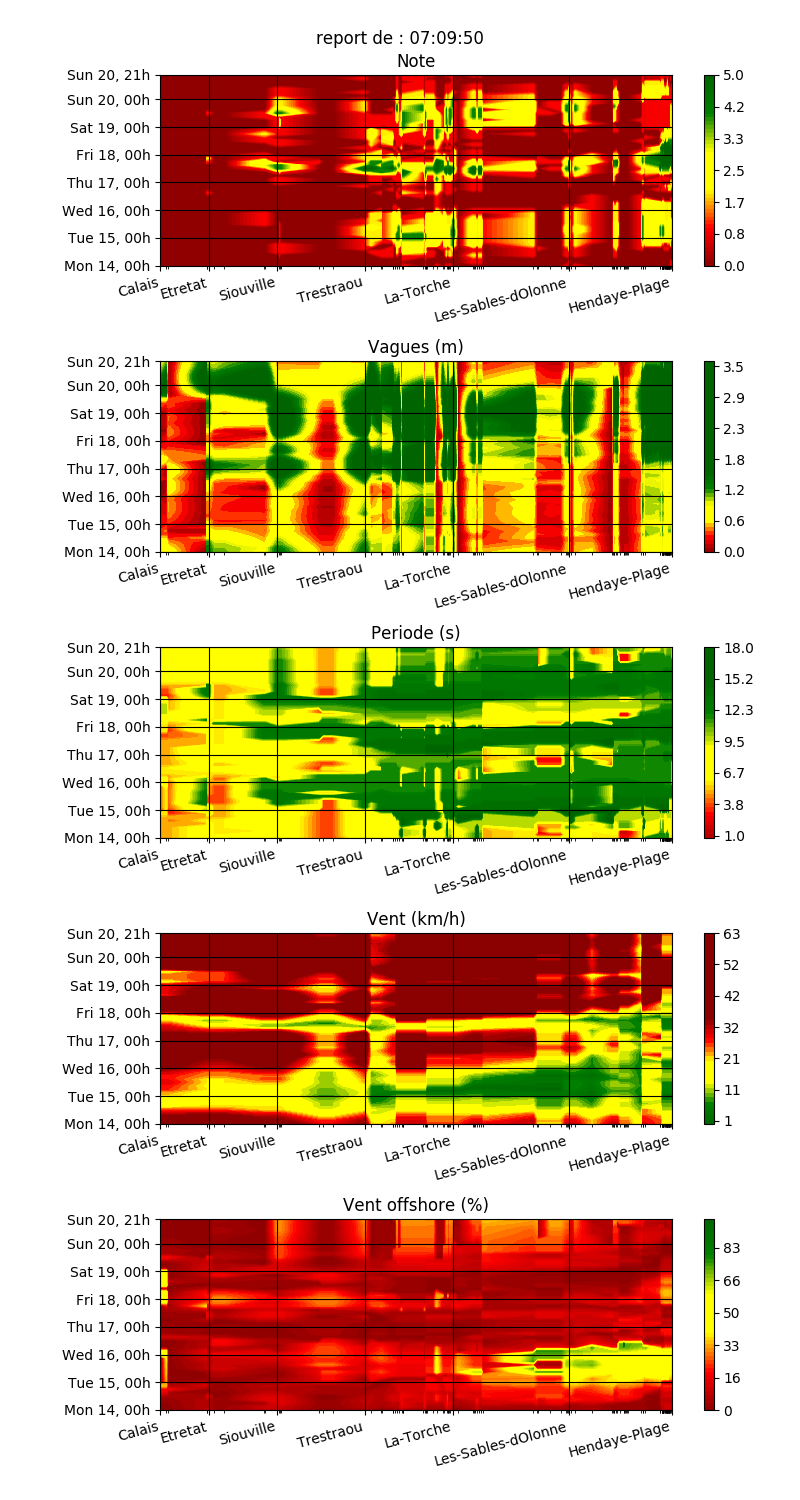 report de : 07:09:50
Note
Sun 20, 21h
Sun 20, 00h
Sat 19, 00h
Fri 18, 00h
Thu 17, 00h
Wed 16, 00h
Tue 15, 00h
Mon 14, 00h
5.0
4.2
3.3
2.5
1.7
0.8
0.0
Calais
Etretat
Siouville
Trestraou
La-Torche
Les-Sables-dOlonne
Hendaye-Plage
Vagues (m)
Sun 20, 21h
Sun 20, 00h
Sat 19, 00h
Fri 18, 00h
Thu 17, 00h
Wed 16, 00h
Tue 15, 00h
Mon 14, 00h
3.5
2.9
2.3
1.8
1.2
0.6
0.0
Calais
Etretat
Siouville
Trestraou
La-Torche
Les-Sables-dOlonne
Hendaye-Plage
Periode (s)
Sun 20, 21h
Sun 20, 00h
Sat 19, 00h
Fri 18, 00h
Thu 17, 00h
Wed 16, 00h
Tue 15, 00h
Mon 14, 00h
18.0
15.2
12.3
9.5
6.7
3.8
1.0
Calais
Etretat
Siouville
Trestraou
La-Torche
Les-Sables-dOlonne
Hendaye-Plage
Vent (km/h)
Sun 20, 21h
Sun 20, 00h
Sat 19, 00h
Fri 18, 00h
Thu 17, 00h
Wed 16, 00h
Tue 15, 00h
Mon 14, 00h
63
52
42
32
21
11
1
Calais
Etretat
Siouville
Trestraou
La-Torche
Les-Sables-dOlonne
Hendaye-Plage
Vent offshore (%)
Sun 20, 21h
Sun 20, 00h
Sat 19, 00h
Fri 18, 00h
Thu 17, 00h
Wed 16, 00h
Tue 15, 00h
Mon 14, 00h
83
66
50
33
16
0
Calais
Etretat
Siouville
Trestraou
La-Torche
Les-Sables-dOlonne
Hendaye-Plage